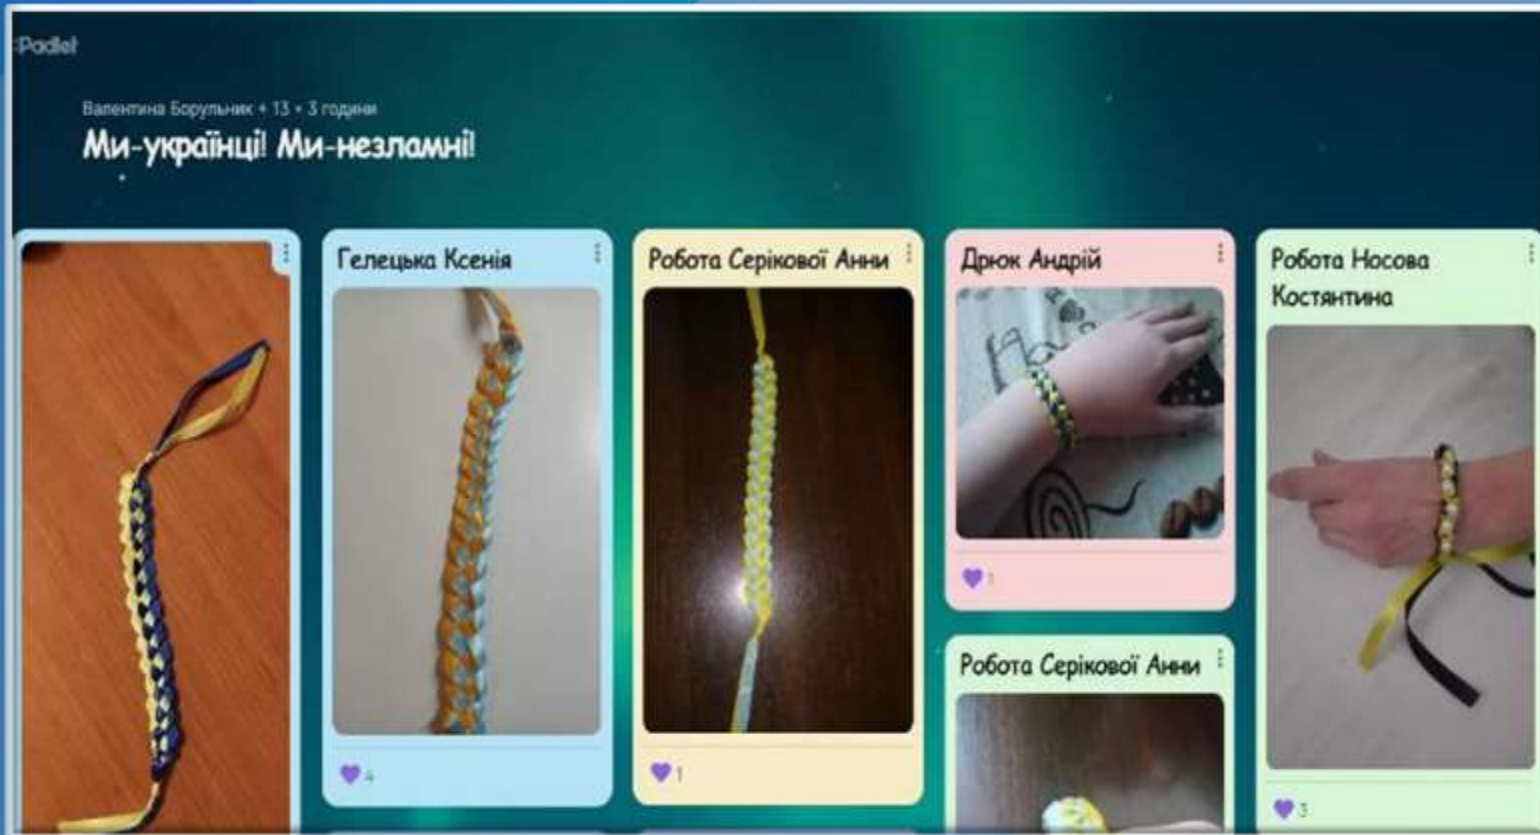 :Padlet
Валентина Борульник + 13 • 3 години
Ми-українці! Ми-незламні!
Гелецька Ксенія
4
Робота Серікової Анни
1
Дрюк Андрій
1
Робота Серікової Анни
Робота Носова
Костянтина
3